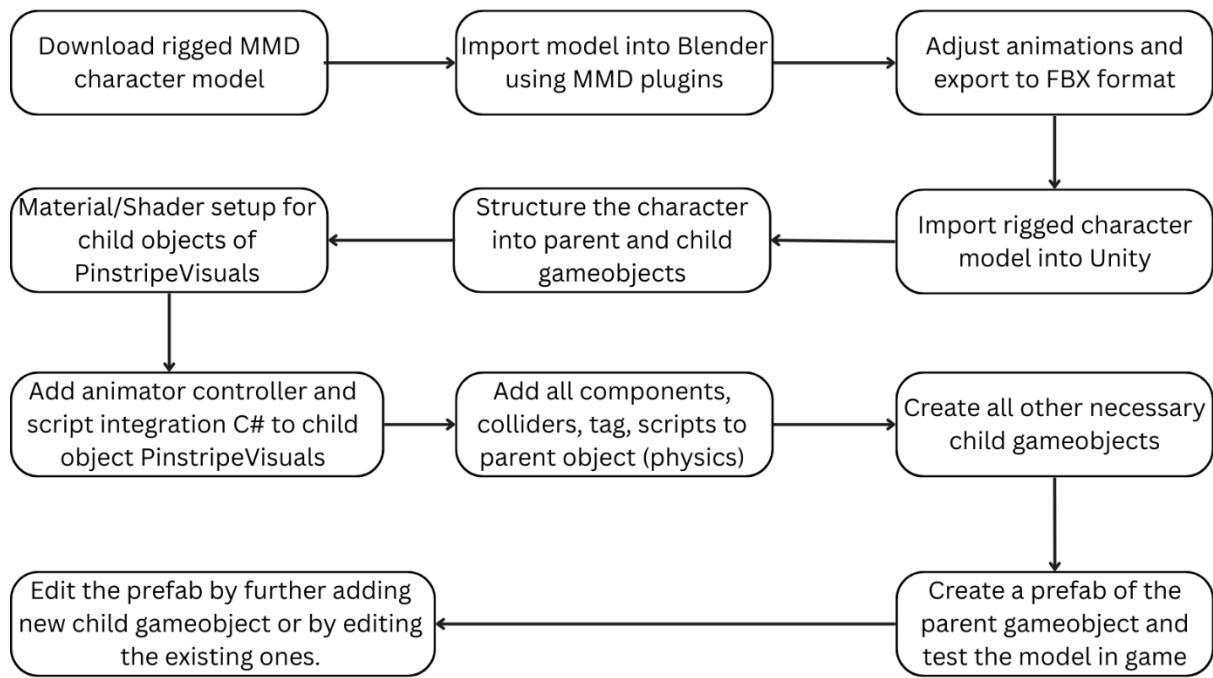 Download rigged MMD
character model
Import model into Blender
using MMD plugins
Adjust animations and
export to FBX format
Import rigged character
model into Unity
Structure the character
into parent and child
gameobjects
Material/Shader setup for
child objects of
PinstripeVisuals
Add animator controller and
script integration C# to child
object PinstripeVisuals
Add all components,
colliders, tag, scripts to
parent object (physics)
Create all other necessary
child gameobjects
Create a prefab of the
parent gameobject and
test the model in game
Edit the prefab by further adding
new child gameobject or by editing
the existing ones.